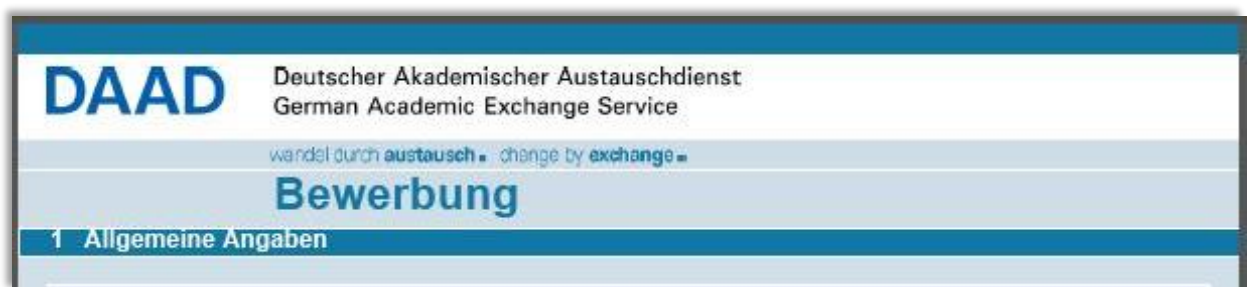 DAAD
Deutscher Akademischer Austauschdienst
German Academic Exchange Service
wandel durch austausch. change by exchange.
Bewerbung
1 Allgemeine Angaben